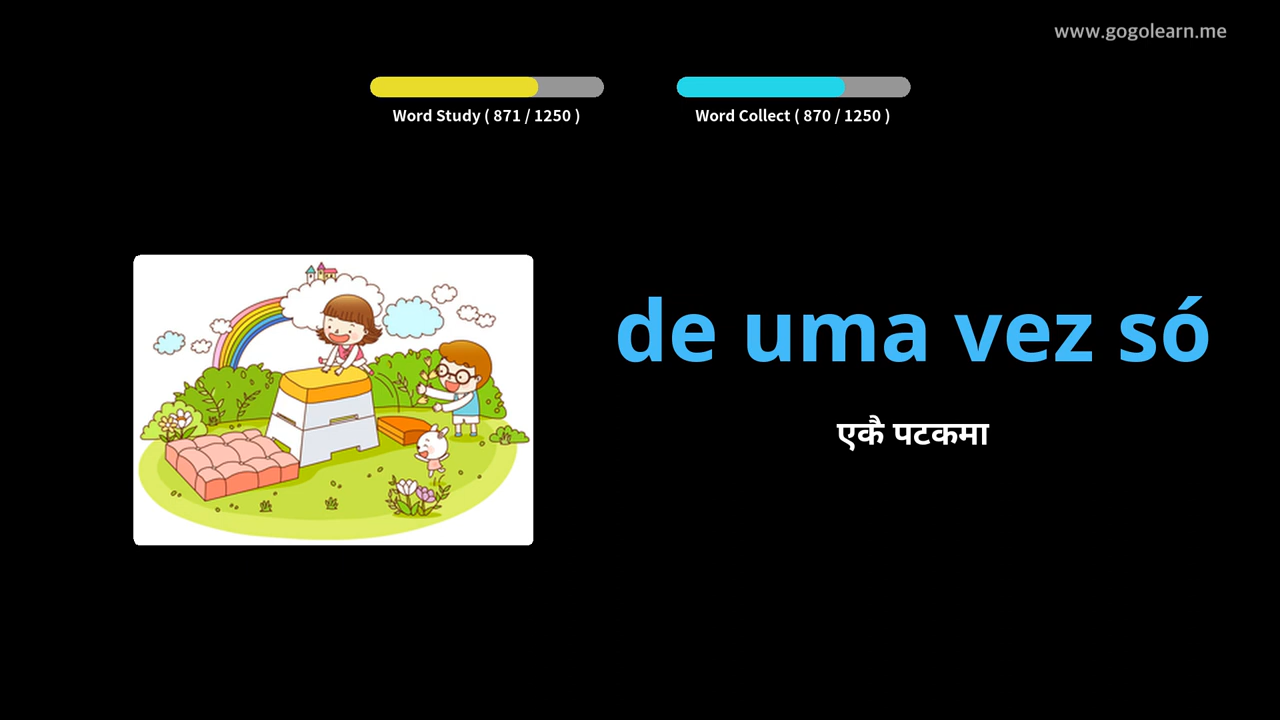 www.gogolearn.me
Word Study ( 871 / 1250 )
Word Collect ( 870 / 1250 )
de uma vez só
एकै पटकमा